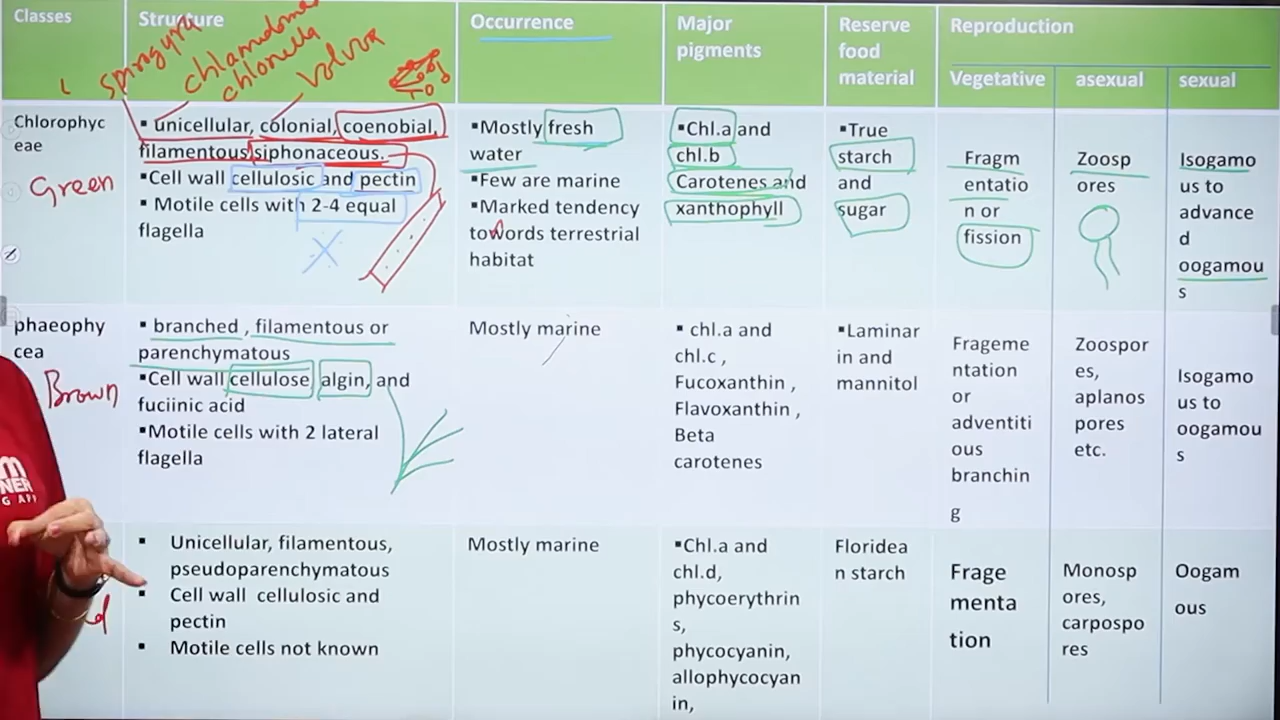 Classes
Structure
Occurrence
Major
pigments
Reserve
food
material
Reproduction
Vegetative
asexual
sexual
spirogyra
chlorella
volvox
Chlorophyc
eae
Green
▪ unicellular, colonial, coenobial,
filamentous siphonaceous.
▪Cell wall cellulosic and pectin
▪ Motile cells with 2-4 equal
flagella
▪Mostly fresh
water
▪Few are marine
▪Marked tendency
towords terrestrial
habitat
▪Chl.a and
chl.b
Carotenes and
xanthophyll
▪True
starch
and
sugar
Fragm
entatio
n or
fission
Zoosp
ores
Isogamo
us to
advance
d
oogamou
s
phaeophy
cea
Brown
▪ branched , filamentous or
parenchymatous
▪Cell wall cellulose algin, and
fuciinic acid
▪Motile cells with 2 lateral
flagella
Mostly marine
▪ chl.a and
chl.c ,
Fucoxanthin ,
Flavoxanthin ,
Beta
carotenes
▪Laminar
in and
mannitol
Frageme
ntation
or
adventiti
ous
branchin
g
Zoospor
es,
aplanos
pores
etc.
Isogamo
us to
oogamou
s
▪ Unicellular, filamentous,
pseudoparenchymatous
▪ Cell wall cellulosic and
pectin
▪ Motile cells not known
Mostly marine
▪Chl.a and
chl.d,
phycoerythrin
s,
phycocyanin,
allophycocyan
in,
Floridea
n starch
Frage
menta
tion
Monosp
ores,
carpospo
res
Oogam
ous